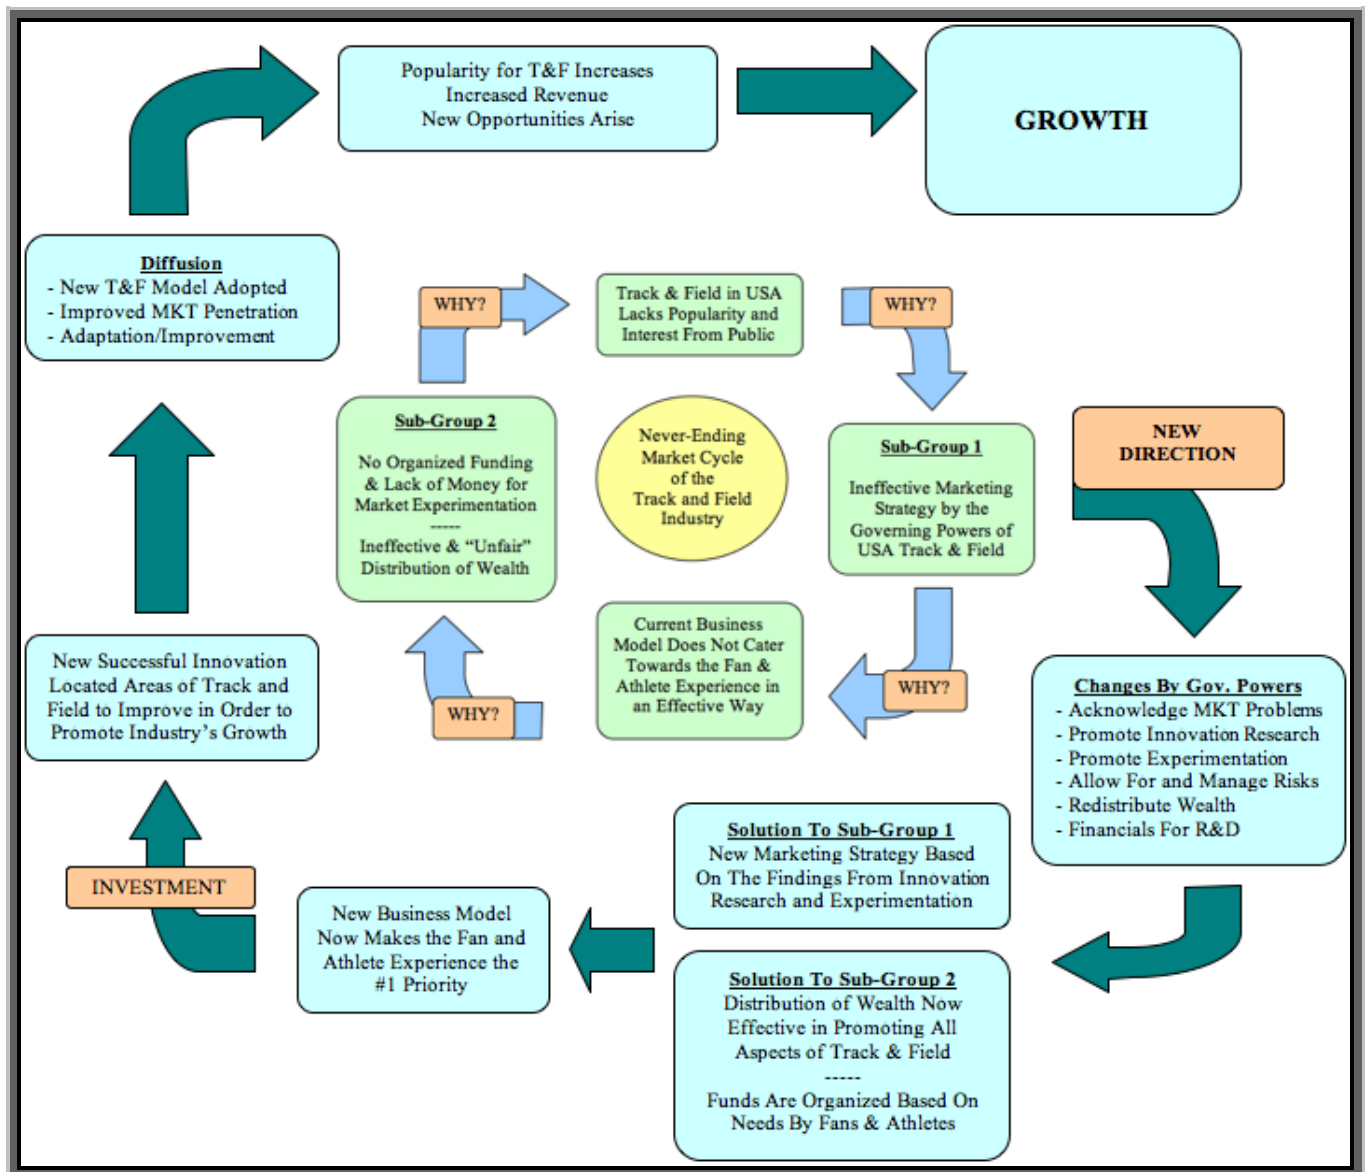 Popularity for T&F Increases
Increased Revenue
New Opportunities Arise
GROWTH
Diffusion
- New T&F Model Adopted
- Improved MKT Penetration
- Adaptation/Improvement
WHY?
Track & Field in USA
Lacks Popularity and
Interest From Public
WHY?
Sub-Group 2
No Organized Funding
& Lack of Money for
Market Experimentation
-----
Ineffective & “Unfair”
Distribution of Wealth
Never-Ending
Market Cycle
of the
Track and Field
Industry
Sub-Group 1
Ineffective Marketing
Strategy by the
Governing Powers of
USA Track & Field
NEW
DIRECTION
Current Business
Model Does Not Cater
Towards the Fan &
Athlete Experience in
an Effective Way
WHY?
WHY?
New Successful Innovation
Located Areas of Track and
Field to Improve in Order to
Promote Industry’s Growth
Changes By Gov. Powers
- Acknowledge MKT Problems
- Promote Innovation Research
- Promote Experimentation
- Allow For and Manage Risks
- Redistribute Wealth
- Financials For R&D
Solution To Sub-Group 1
New Marketing Strategy Based
On The Findings From Innovation
Research and Experimentation
INVESTMENT
New Business Model
Now Makes the Fan and
Athlete Experience the
#1 Priority
Solution To Sub-Group 2
Distribution of Wealth Now
Effective in Promoting All
Aspects of Track & Field
-----
Funds Are Organized Based On
Needs By Fans & Athletes